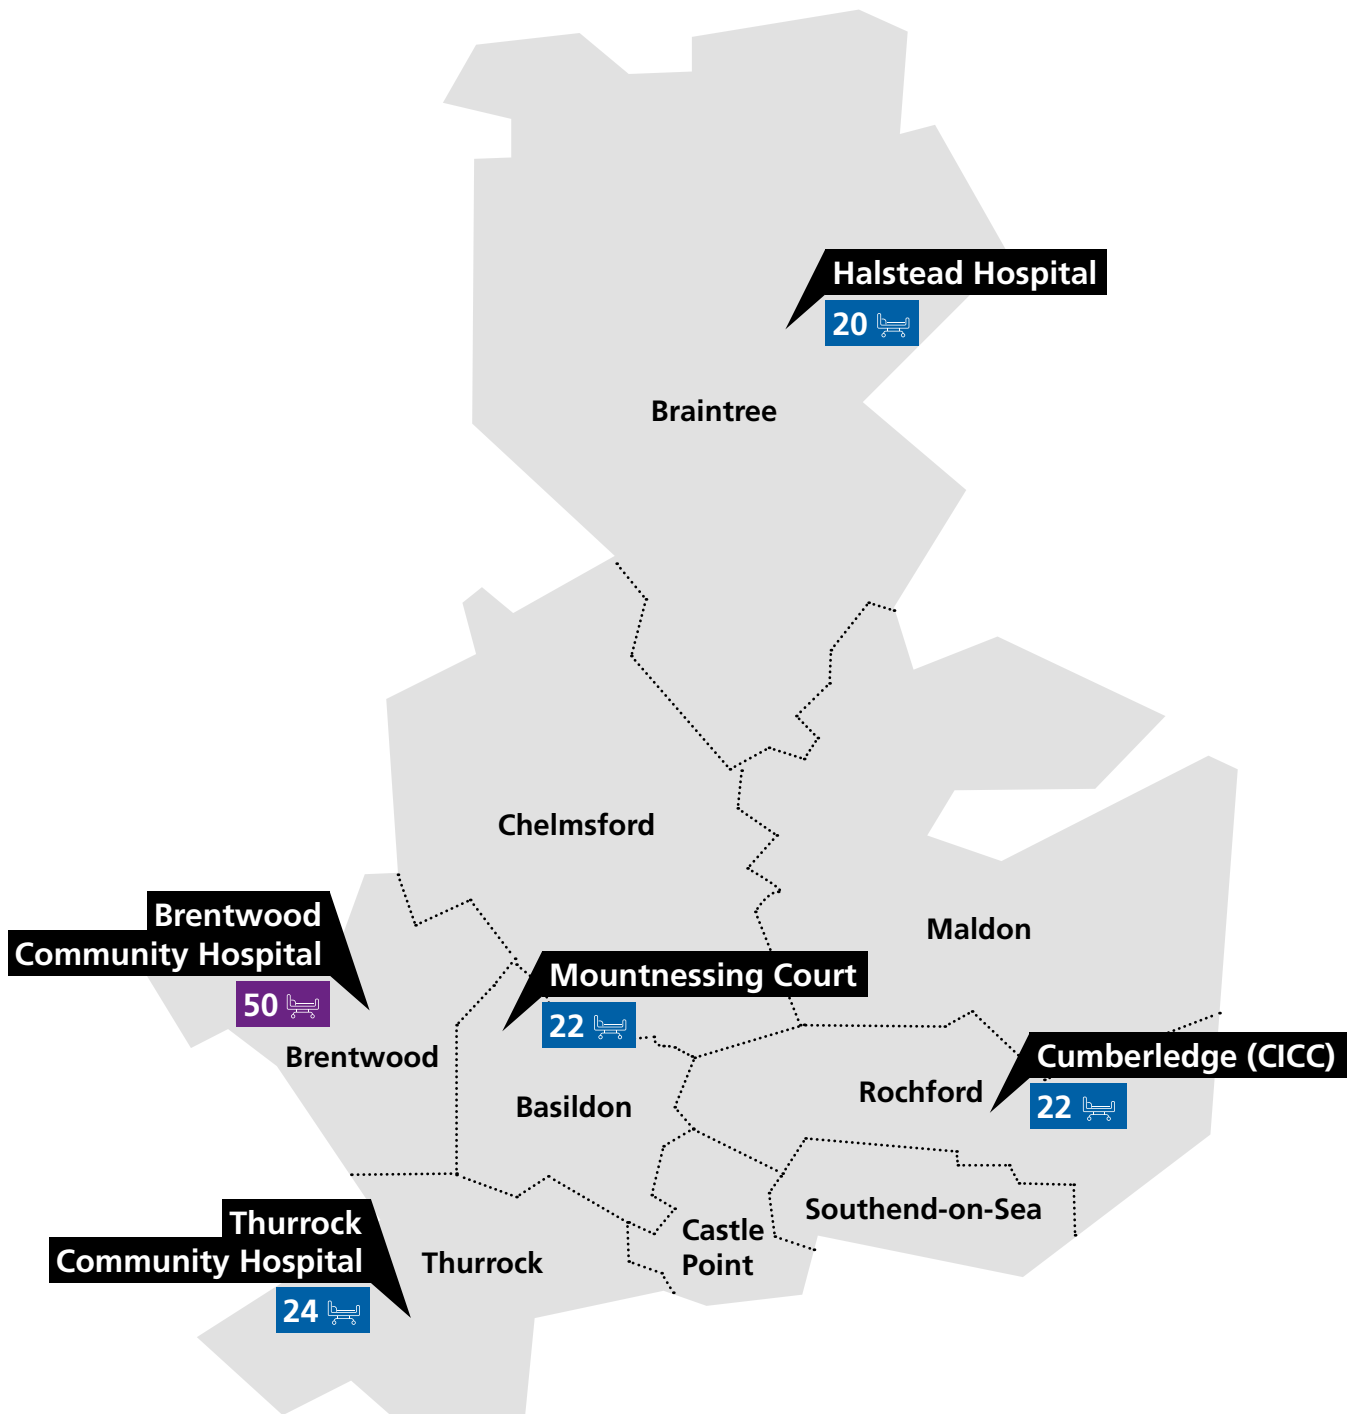 Halstead Hospital
20
Braintree
Chelmsford
Brentwood
Community Hospital
50
Maldon
Mountnessing Court
22
Brentwood
Cumberledge (CICC)
22
Rochford
Basildon
Thurrock
Community Hospital
24
Southend-on-Sea
Castle
Point
Thurrock